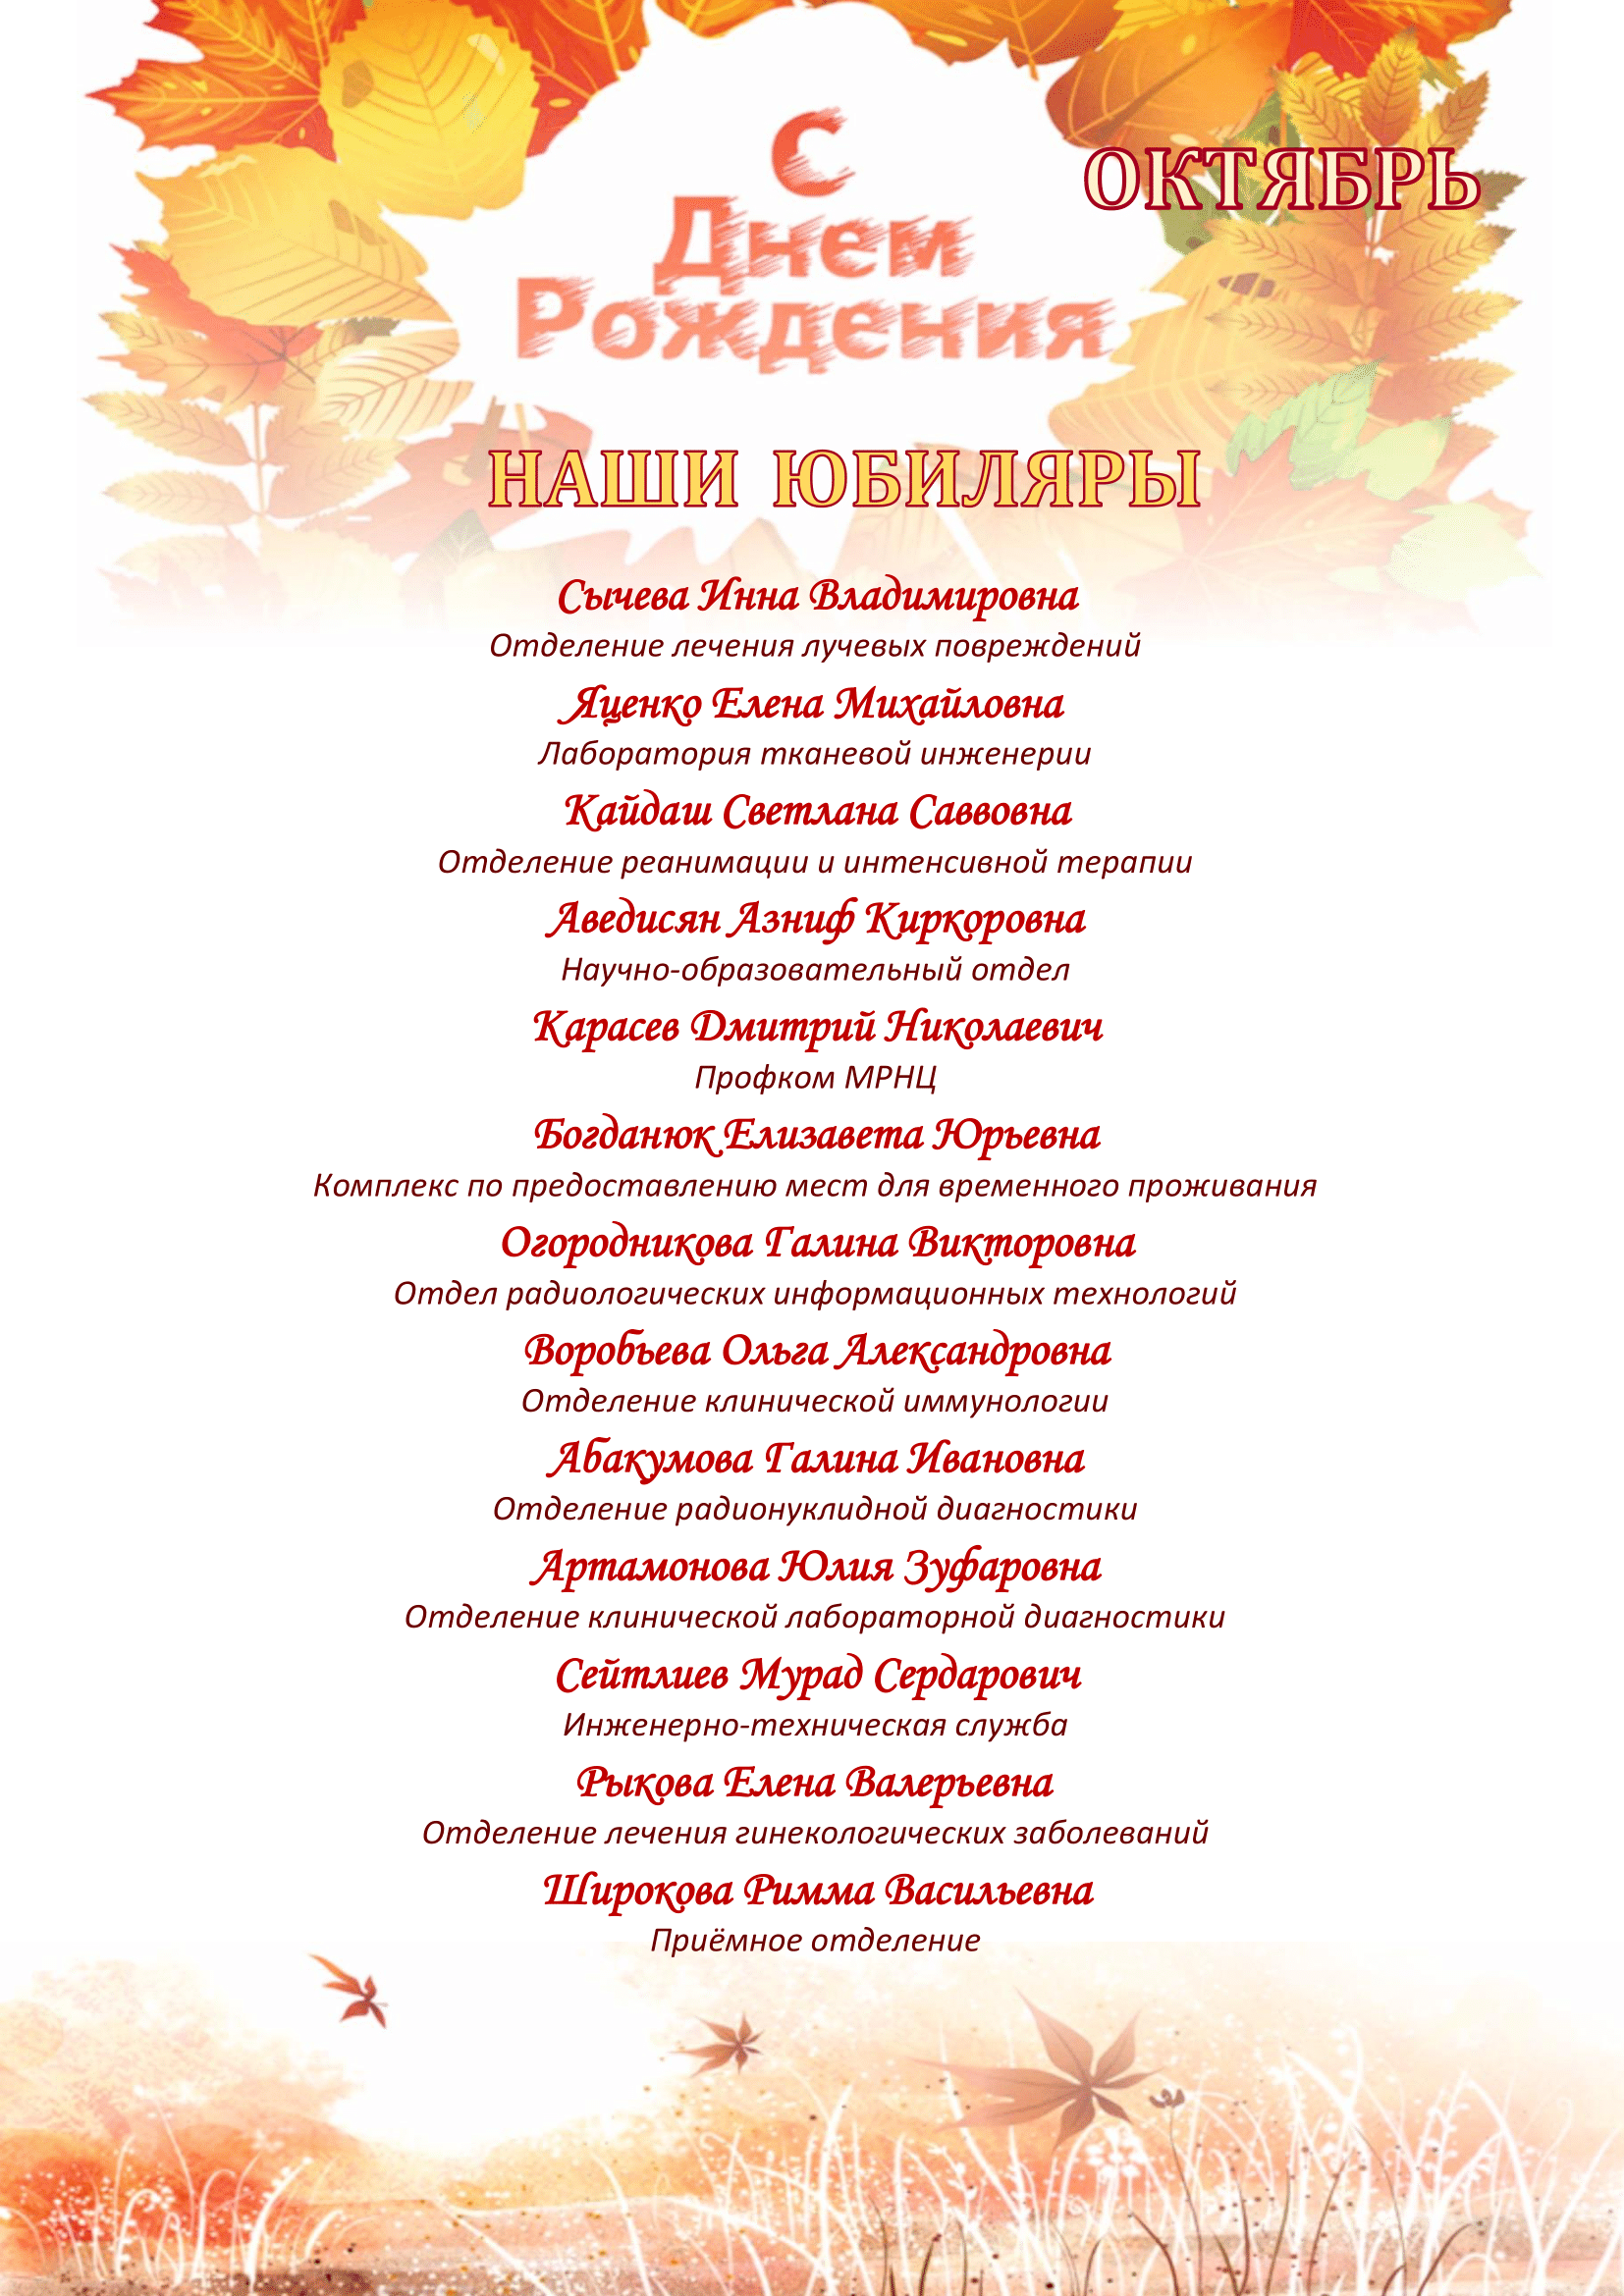 С
Днем
Рождения
ОКТЯБРЬ
НАШИ ЮБИЛЯРЫ
Сычева Инна Владимировна
Отделение лечения лучевых повреждений
Яценко Елена Михайловна
Лаборатория тканевой инженерии
Кайдаш Светлана Саввовна
Отделение реанимации и интенсивной терапии
Аведисян Азниф Киркоровна
Научно-образовательный отдел
Карасев Дмитрий Николаевич
Профком МРНЦ
Богданюк Елизавета Юрьевна
Комплекс по предоставлению мест для временного проживания
Огородникова Галина Викторовна
Отдел радиологических информационных технологий
Воробьева Ольга Александровна
Отделение клинической иммунологии
Абакумова Галина Ивановна
Отделение радионуклидной диагностики
Артамонова Юлия Зуфаровна
Отделение клинической лабораторной диагностики
Сейтлиев Мурад Сердарович
Инженерно-техническая служба
Рыкова Елена Валерьевна
Отделение лечения гинекологических заболеваний
Широкова Римма Васильевна
Приёмное отделение